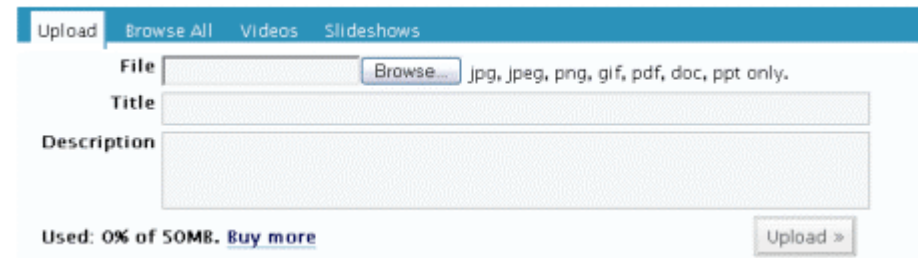 Upload Browse All Videos Slideshows
File Browse... jpg, jpeg, png, gif, pdf, doc, ppt only.
Title
Description
Used: 0% of 50MB. Buy more Upload »